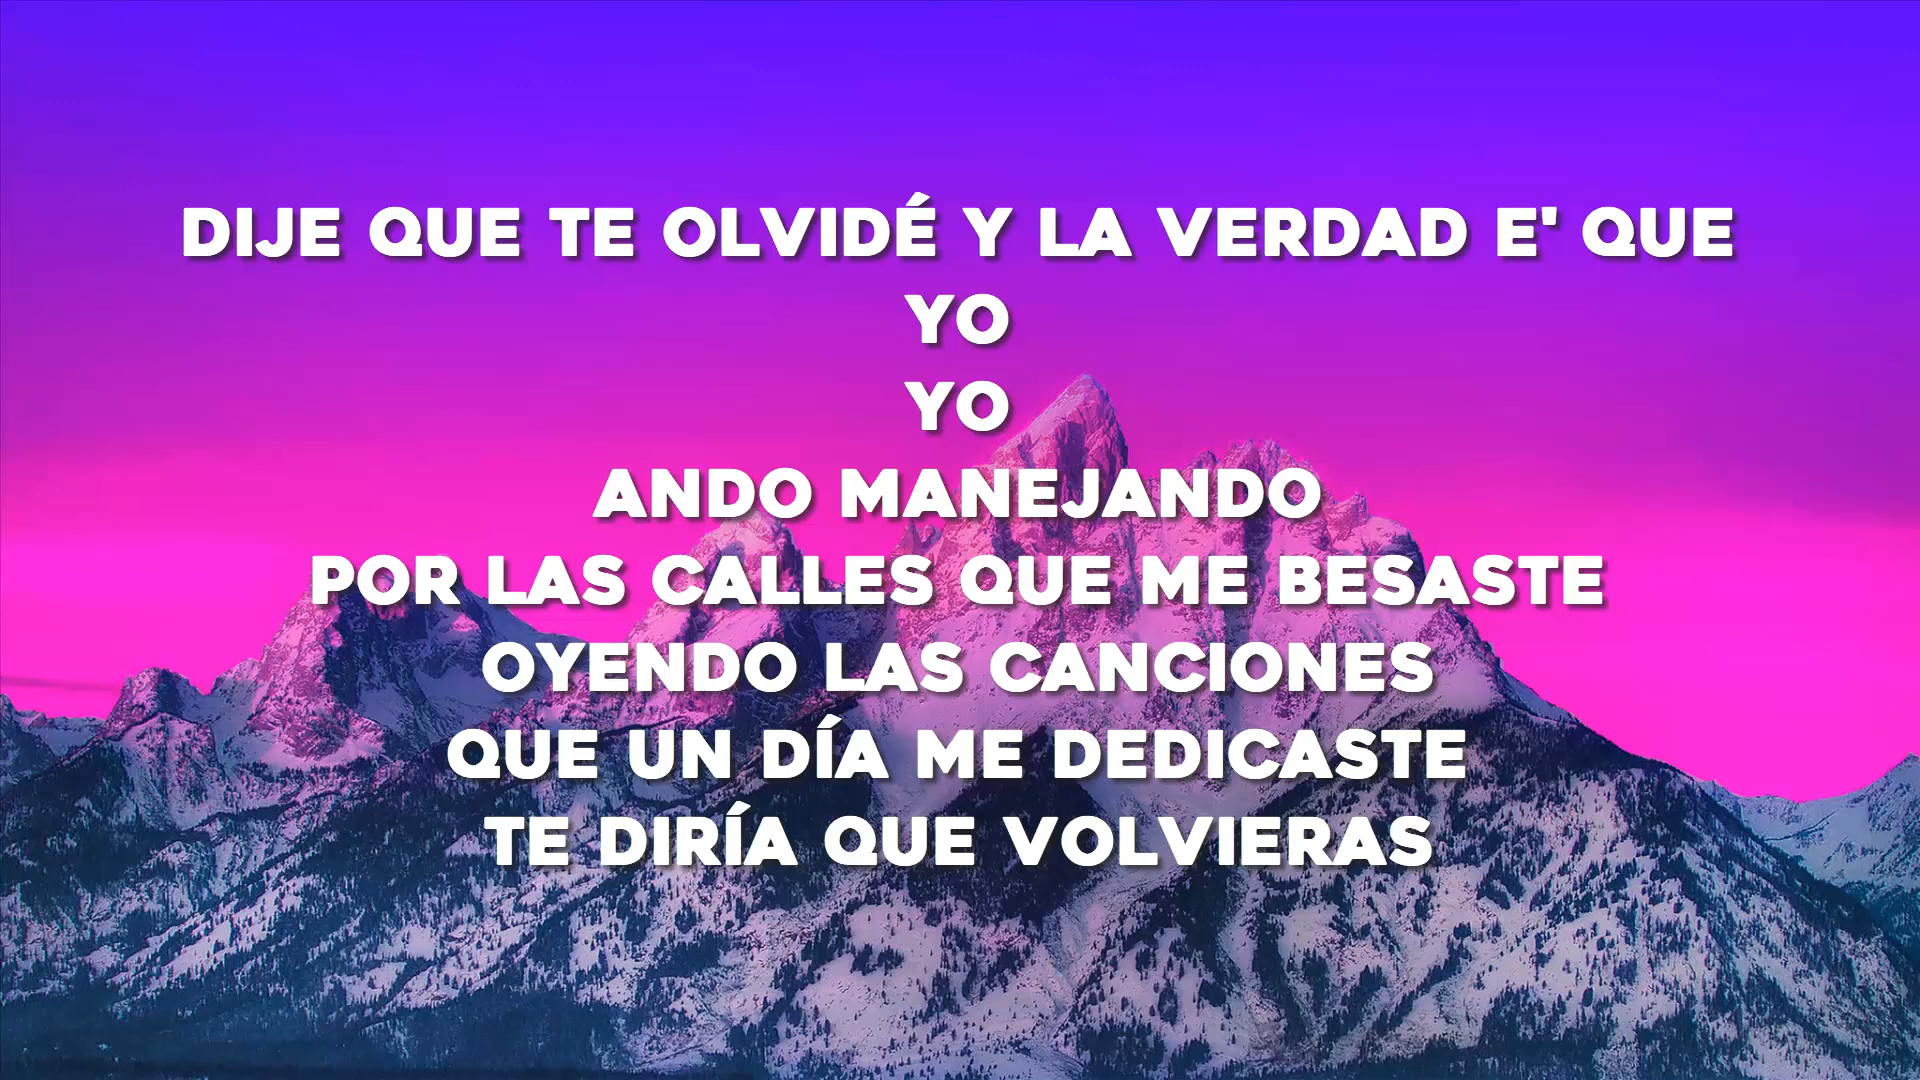 DIJE QUE TE OLVIDÉ Y LA VERDAD E' QUE
YO
YO
ANDO MANEJANDO
POR LAS CALLES QUE ME BESASTE
OYENDO LAS CANCIONES
QUE UN DÍA ME DEDICASTE
TE DIRÍA QUE VOLVIERAS